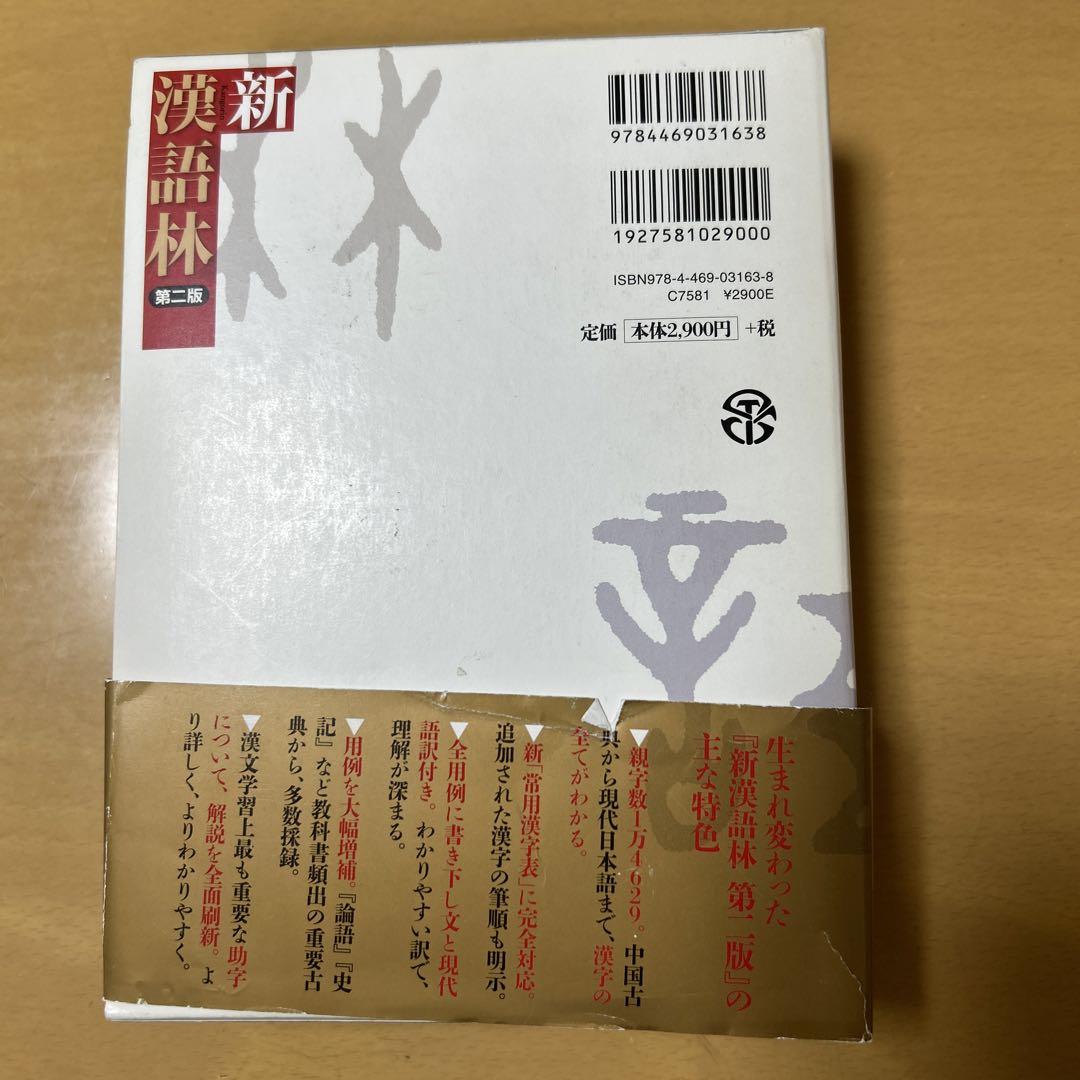 新
漢語林
Kangorin
第二版
9784469031638
1927581029000
ISBN978-4-469-03163-8
C7581 ¥2900E
定価 本体2,900円 +税
生まれ変わった
『新漢語林 第二版』の
主な特色
▼親字数1万4629。中国古
典から現代日本語まで、漢字の
全てがわかる。
▼新「常用漢字表」に完全対応。
追加された漢字の筆順も明示。
▼全用例に書き下し文と現代
語訳付き。わかりやすい訳で、
理解が深まる。
▼用例を大幅増補。『論語』『史
記』など教科書頻出の重要古
典から、多数採録。
▼漢文学習上最も重要な助字
について、解説を全面刷新。よ
り詳しく、よりわかりやすく。